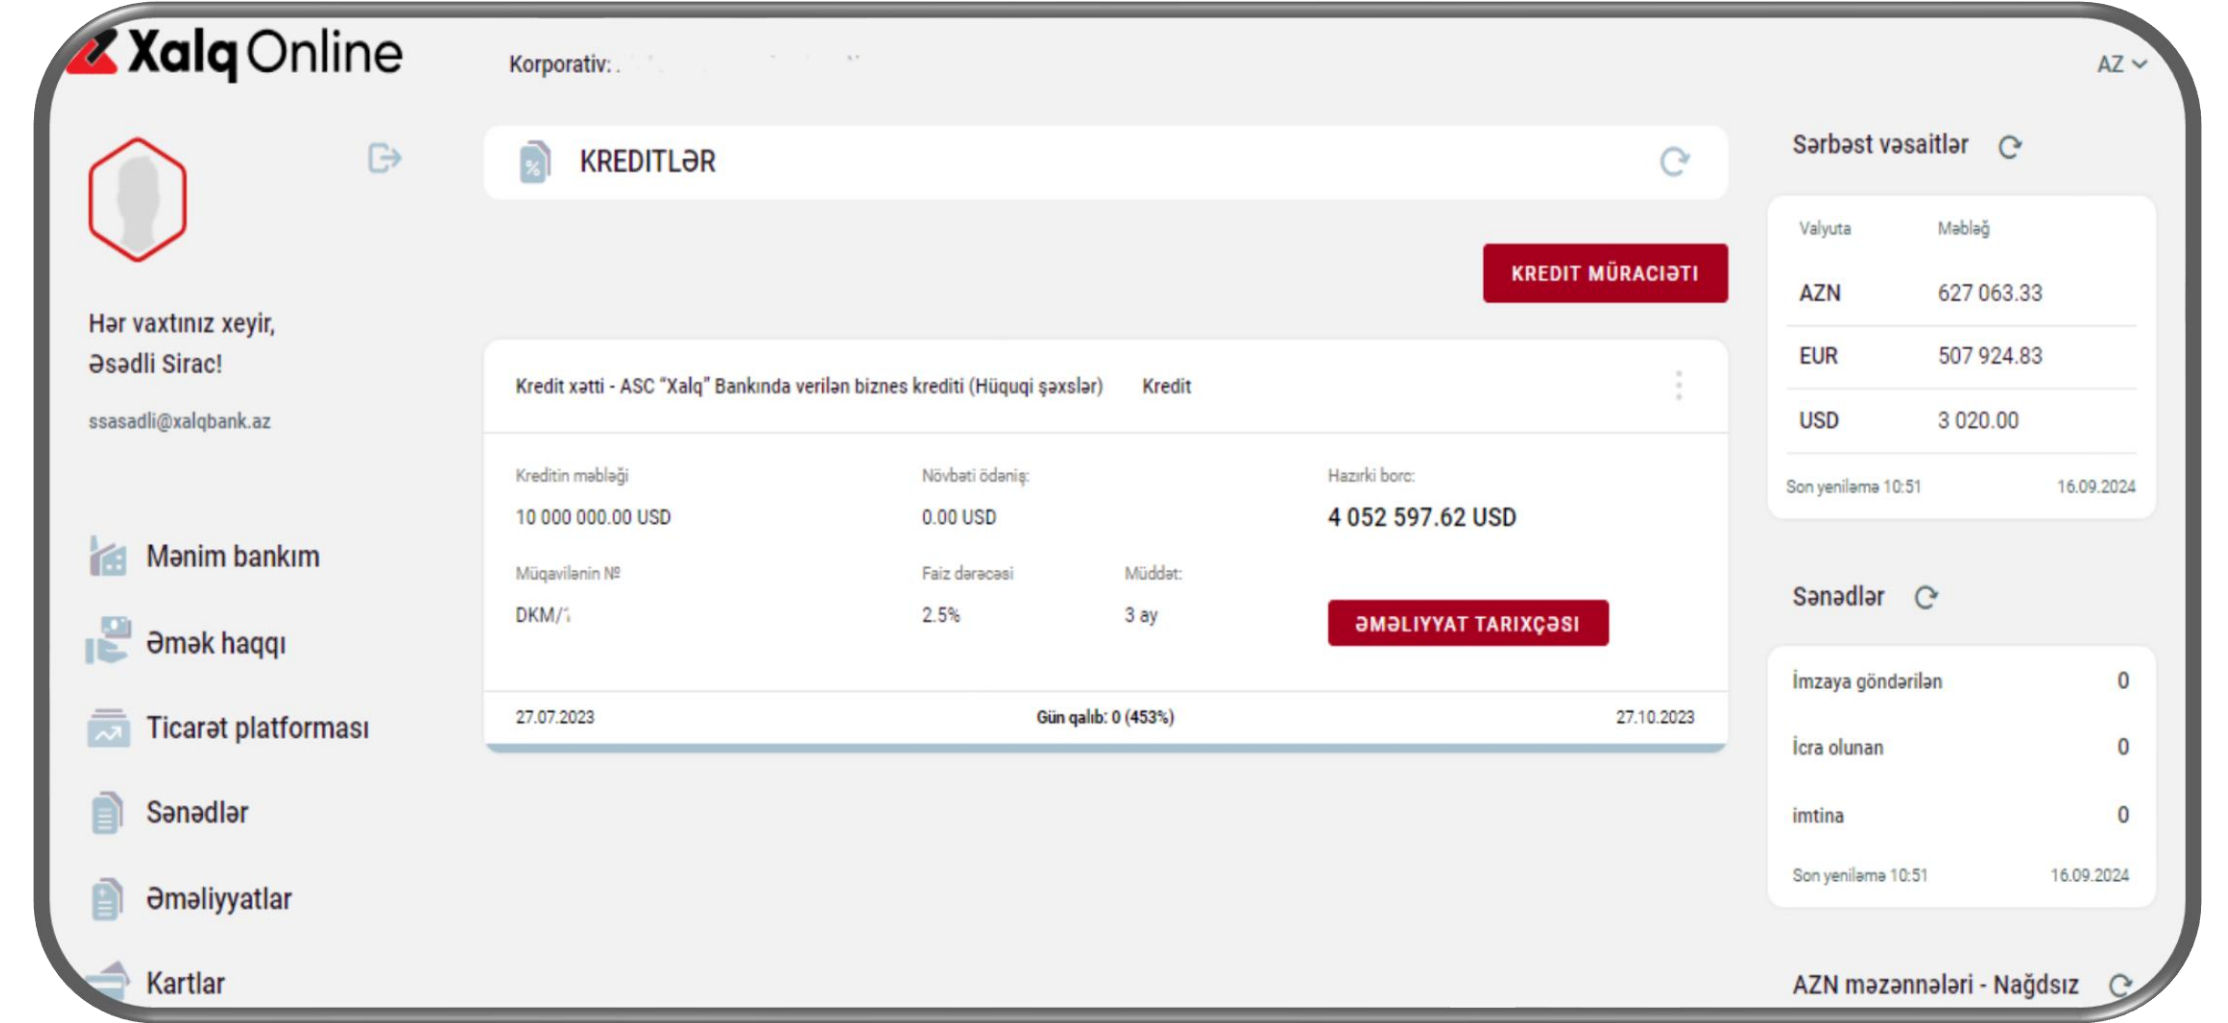 Xalq Online
Korporativ:
AZ
Hər vaxtınız xeyir,
Əsədli Sirac!
ssasadli@xalqbank.az
Mənim bankım
Əmək haqqı
Ticarət platforması
Sənədlər
Əməliyyatlar
Kartlar
KREDITLƏR
KREDIT MÜRACIƏTI
Kredit xətti - ASC “Xalq” Bankında verilən biznes krediti (Hüquqi şəxslər) Kredit
Kreditin məbləği
10 000 000.00 USD
Növbəti ödəniş:
0.00 USD
Hazırki borc:
4 052 597.62 USD
Müqavilənin №
DKM/
Faiz dərəcəsi
2.5%
Müddət:
3 ay
ƏMƏLIYYAT TARIXÇƏSI
27.07.2023 Gün qalıb: 0 (453%) 27.10.2023
Sərbəst vəsaitlər
Valyuta Məbləğ
AZN 627 063.33
EUR 507 924.83
USD 3 020.00
Son yeniləmə 10:51 16.09.2024
Sənədlər
İmzaya göndərilən 0
İcra olunan 0
imtina 0
Son yeniləmə 10:51 16.09.2024
AZN məzənnələri - Nağdsız